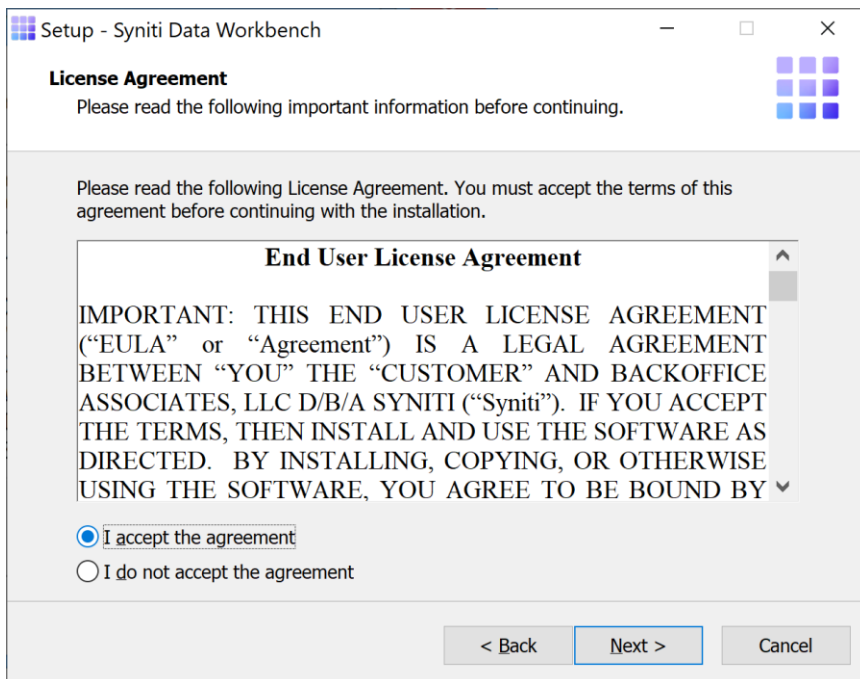 Setup - Syniti Data Workbench
License Agreement
Please read the following important information before continuing.
Please read the following License Agreement. You must accept the terms of this
agreement before continuing with the installation.
End User License Agreement
IMPORTANT: THIS END USER LICENSE AGREEMENT
(“EULA” or “Agreement”) IS A LEGAL AGREEMENT
BETWEEN “YOU” THE “CUSTOMER” AND BACKOFFICE
ASSOCIATES, LLC D/B/A SYNITI (“Syniti”). IF YOU ACCEPT
THE TERMS, THEN INSTALL AND USE THE SOFTWARE AS
DIRECTED. BY INSTALLING, COPYING, OR OTHERWISE
USING THE SOFTWARE, YOU AGREE TO BE BOUND BY
I accept the agreement
I do not accept the agreement
< Back Next > Cancel